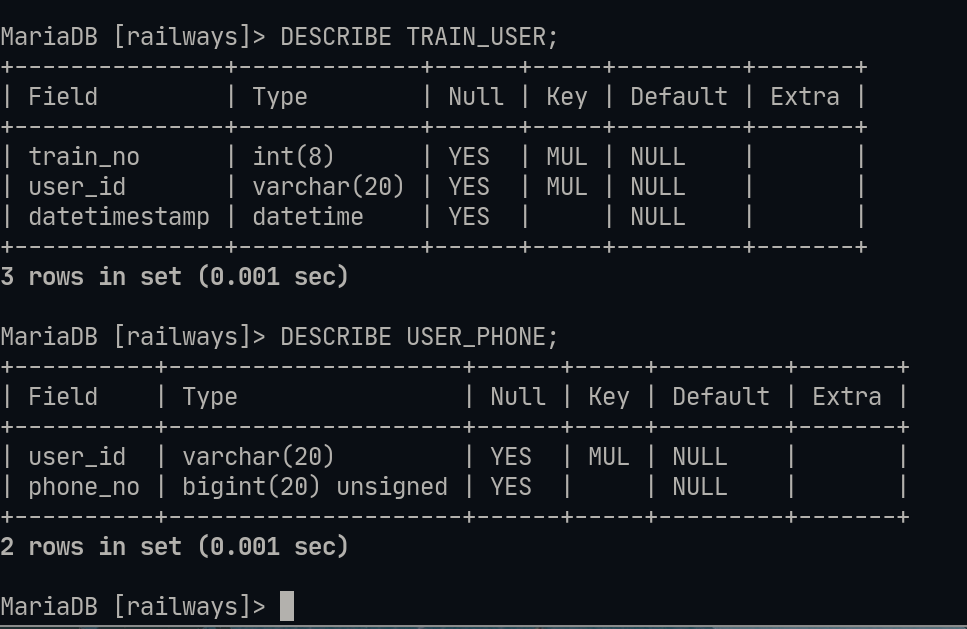 MariaDB [railways]> DESCRIBE TRAIN_USER;
+---------------+-------------+------+-----+---------+-------+
| Field         | Type        | Null | Key | Default | Extra |
+---------------+-------------+------+-----+---------+-------+
| train_no      | int(8)      | YES  | MUL | NULL    |       |
| user_id       | varchar(20) | YES  | MUL | NULL    |       |
| datetimestamp | datetime    | YES  |     | NULL    |       |
+---------------+-------------+------+-----+---------+-------+
3 rows in set (0.001 sec)

MariaDB [railways]> DESCRIBE USER_PHONE;
+----------+---------------------+------+-----+---------+-------+
| Field    | Type                | Null | Key | Default | Extra |
+----------+---------------------+------+-----+---------+-------+
| user_id  | varchar(20)         | YES  | MUL | NULL    |       |
| phone_no | bigint(20) unsigned | YES  |     | NULL    |       |
+----------+---------------------+------+-----+---------+-------+
2 rows in set (0.001 sec)

MariaDB [railways]>